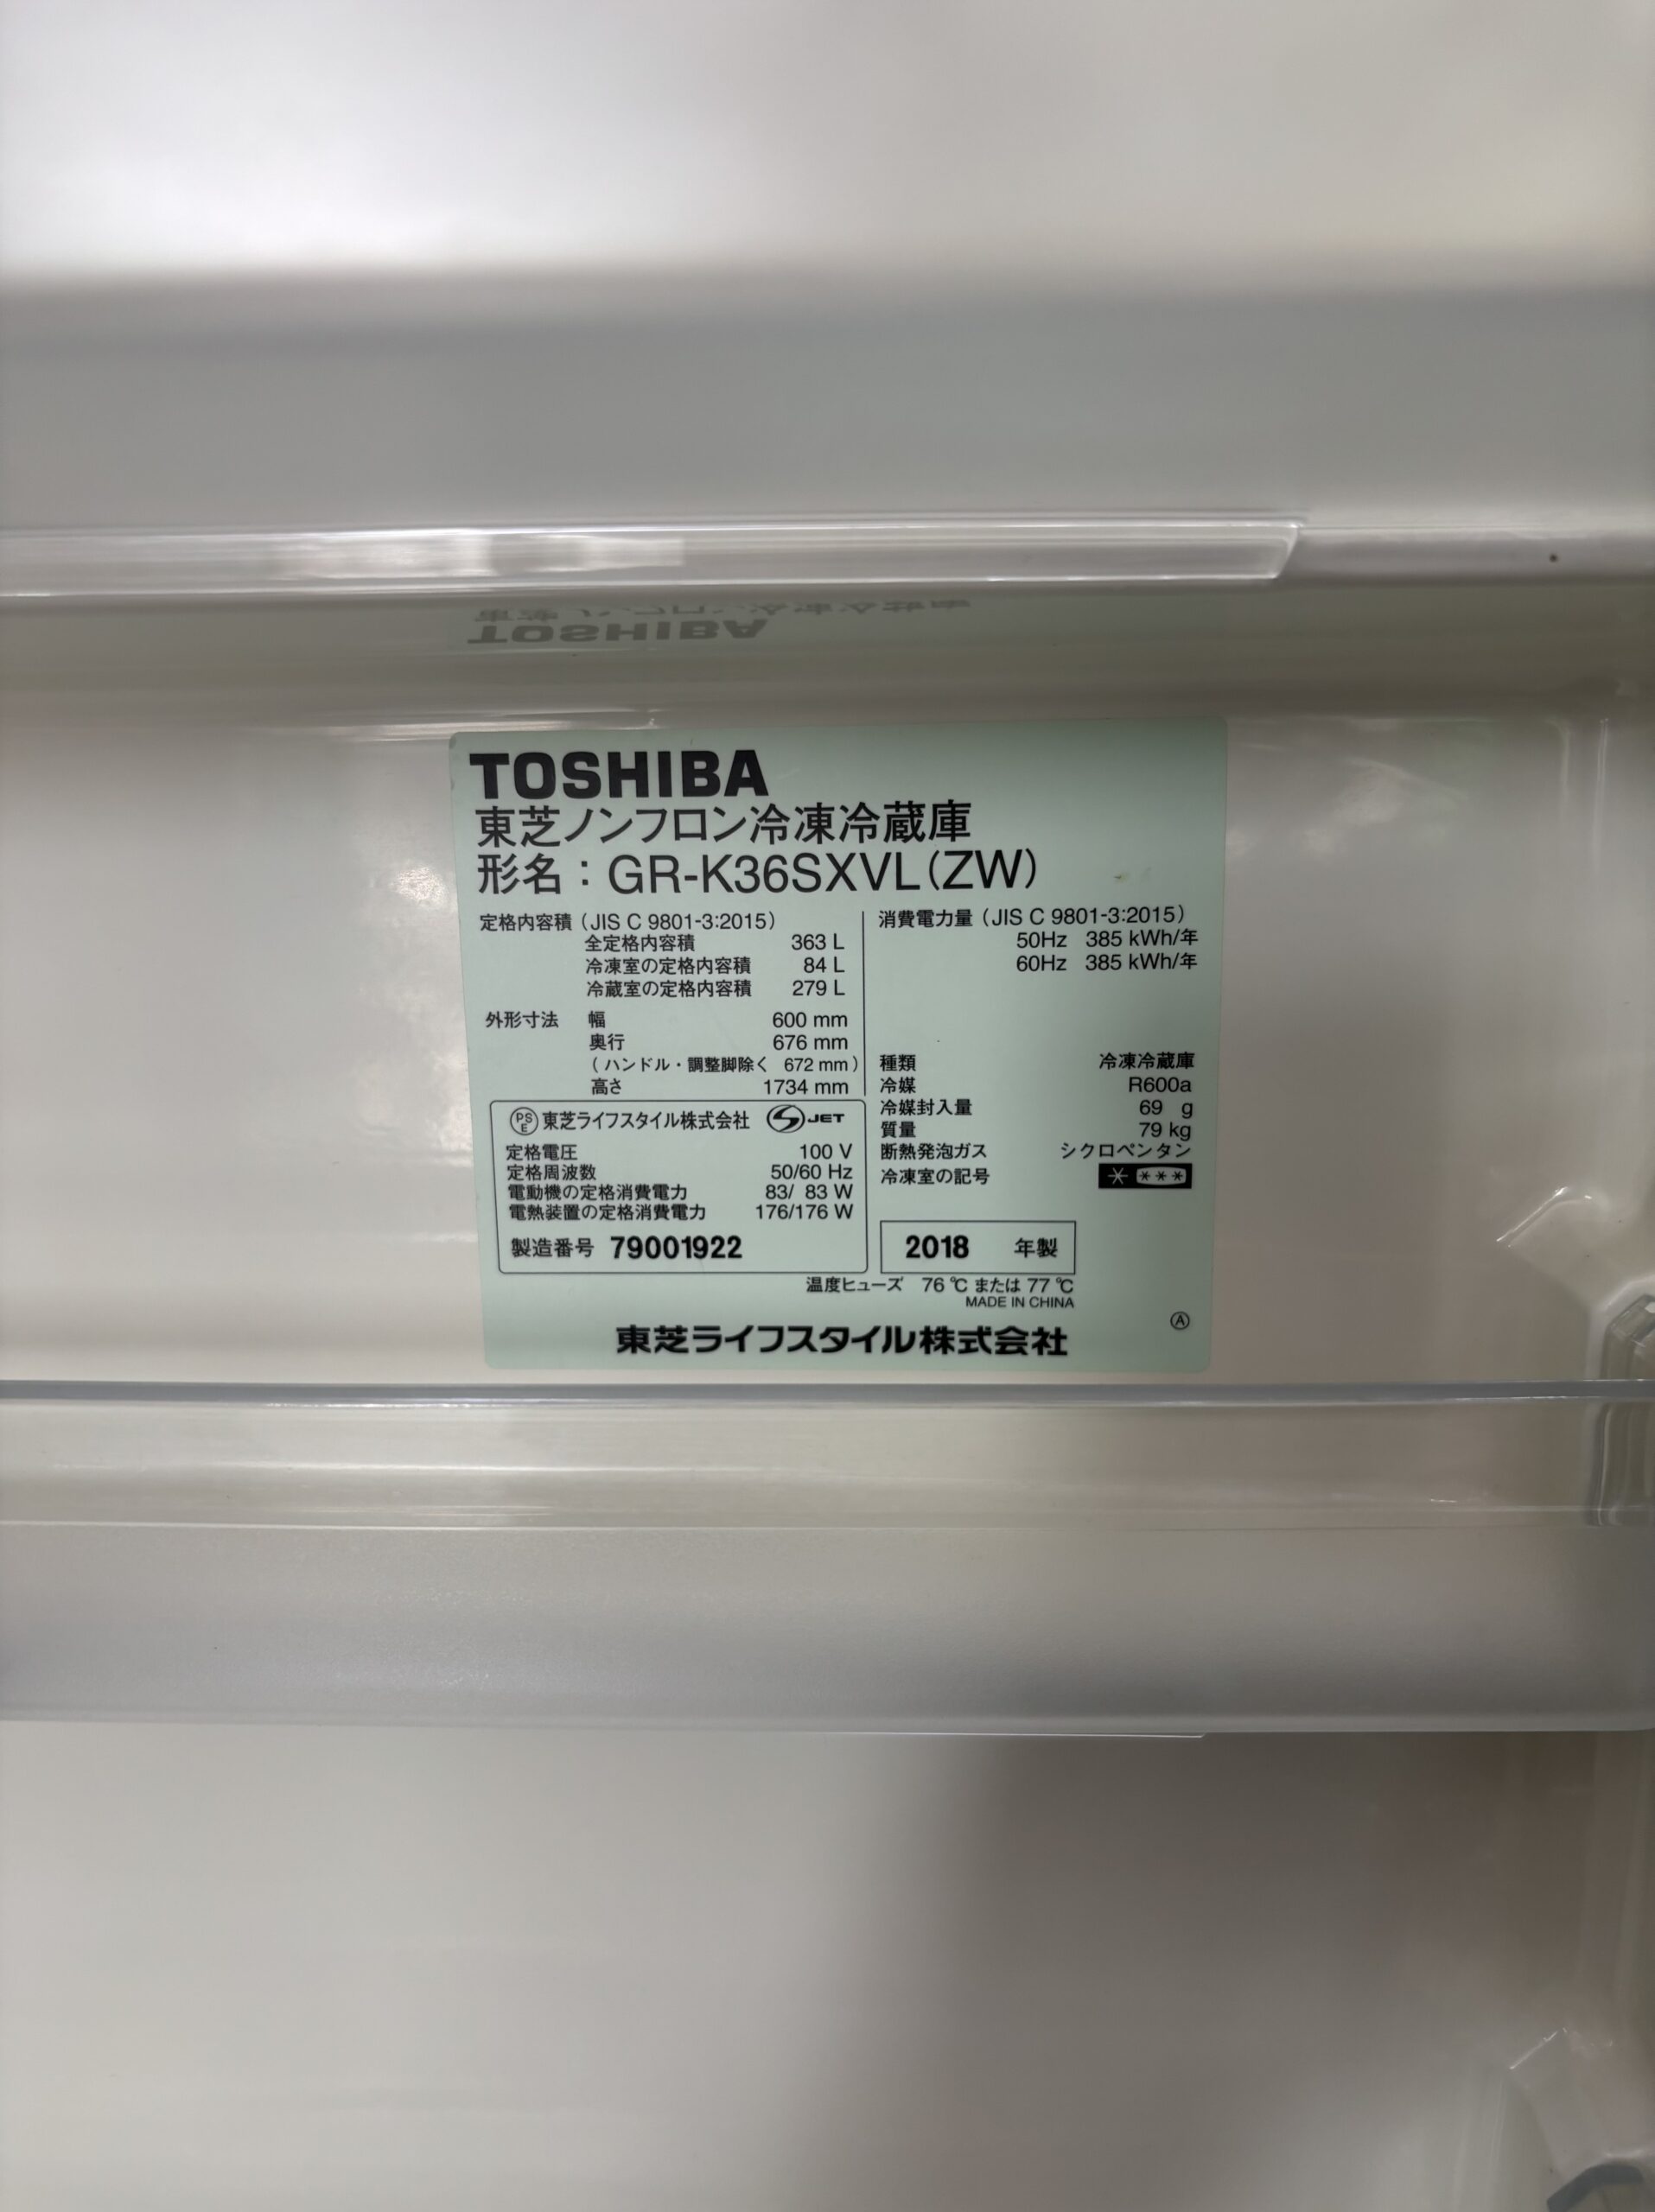 TOSHIBA
東芝ノンフロン冷凍冷蔵庫
形名：GR-K36SXVL(ZW)
定格内容積（JIS C 9801-3:2015）
全定格内容積 363 L
冷凍室の定格内容積 84 L
冷蔵室の定格内容積 279 L
外形寸法 幅 600 mm
奥行 676 mm
（ハンドル・調整脚除く 672 mm）
高さ 1734 mm
PSE 東芝ライフスタイル株式会社 S JET
定格電圧 100 V
定格周波数 50/60 Hz
電動機の定格消費電力 83/ 83 W
電熱装置の定格消費電力 176/176 W
製造番号 79001922
消費電力量（JIS C 9801-3:2015）
50Hz 385 kWh/年
60Hz 385 kWh/年
種類 冷凍冷蔵庫
冷媒 R600a
冷媒封入量 69 g
質量 79 kg
断熱発泡ガス シクロペンタン
冷凍室の記号 * ***
2018 年製
温度ヒューズ 76 ℃ または 77 ℃
MADE IN CHINA
Ⓐ
東芝ライフスタイル株式会社